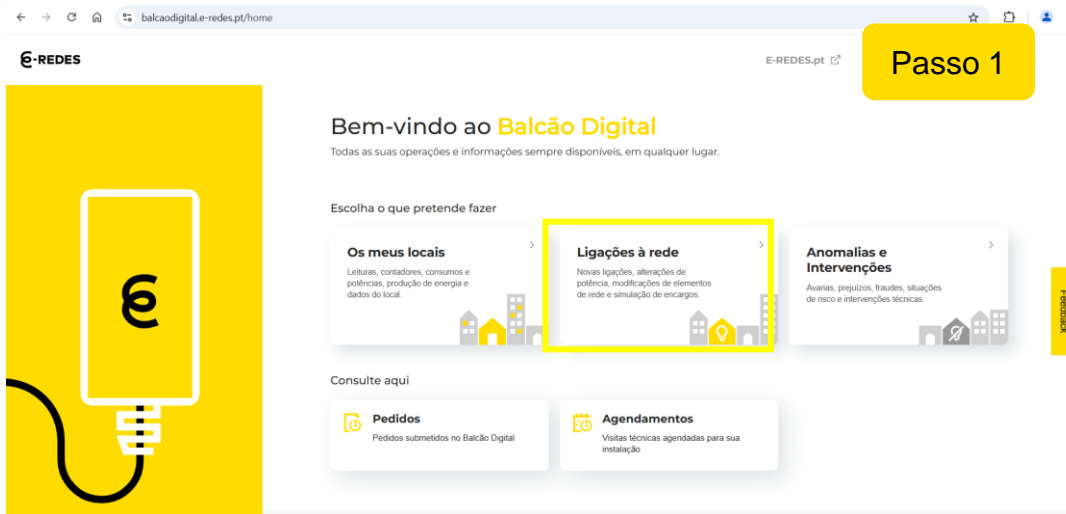 balcaodigital.e-redes.pt/home
E-REDES
E-REDES.pt
Passo 1
Bem-vindo ao Balcão Digital
Todas as suas operações e informações sempre disponíveis, em qualquer lugar.
Escolha o que pretende fazer
Os meus locais
Leituras, contadores, consumos e
potências, produção de energia e
dados do local.
Ligações à rede
Novas ligações, alterações de
potência, modificações de elementos
de rede e simulação de encargos.
Anomalias e
Intervenções
Avarias, prejuízos, fraudes, situações
de risco e intervenções técnicas.
Feedback
Consulte aqui
Pedidos
Pedidos submetidos no Balcão Digital
Agendamentos
Visitas técnicas agendadas para sua
instalação